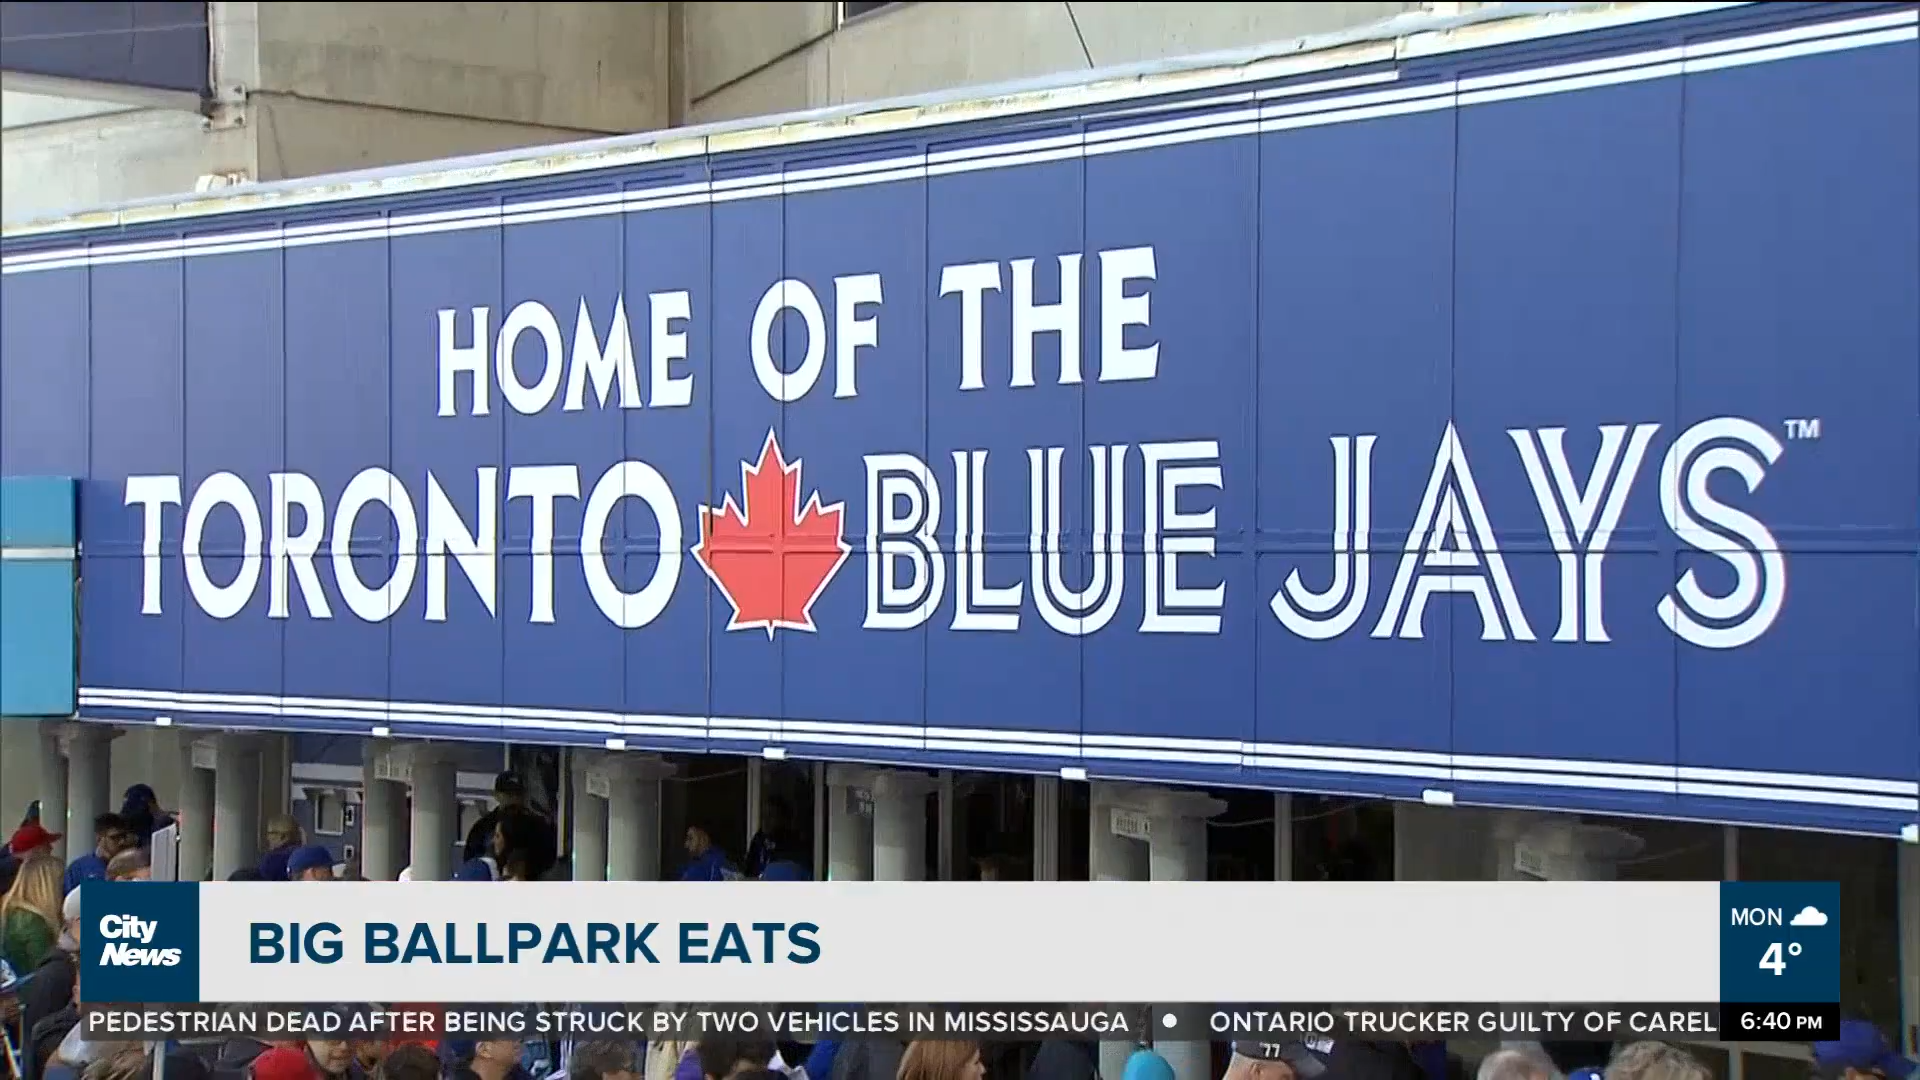 HOME OF THE
TORONTO BLUE JAYS™
City
News
BIG BALLPARK EATS
MON
4°
PEDESTRIAN DEAD AFTER BEING STRUCK BY TWO VEHICLES IN MISSISSAUGA • ONTARIO TRUCKER GUILTY OF CAREL
6:40 PM
77